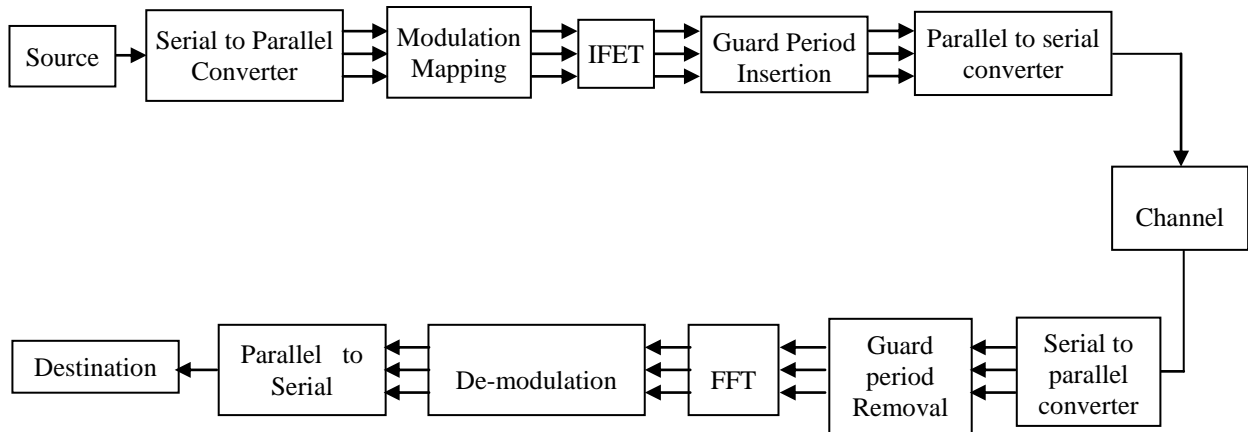 Source
Serial to Parallel
Converter
Modulation
Mapping
IFET
Guard Period
Insertion
Parallel to serial
converter
Channel
Destination
Parallel to
Serial
De-modulation
FFT
Guard
period
Removal
Serial to
parallel
converter